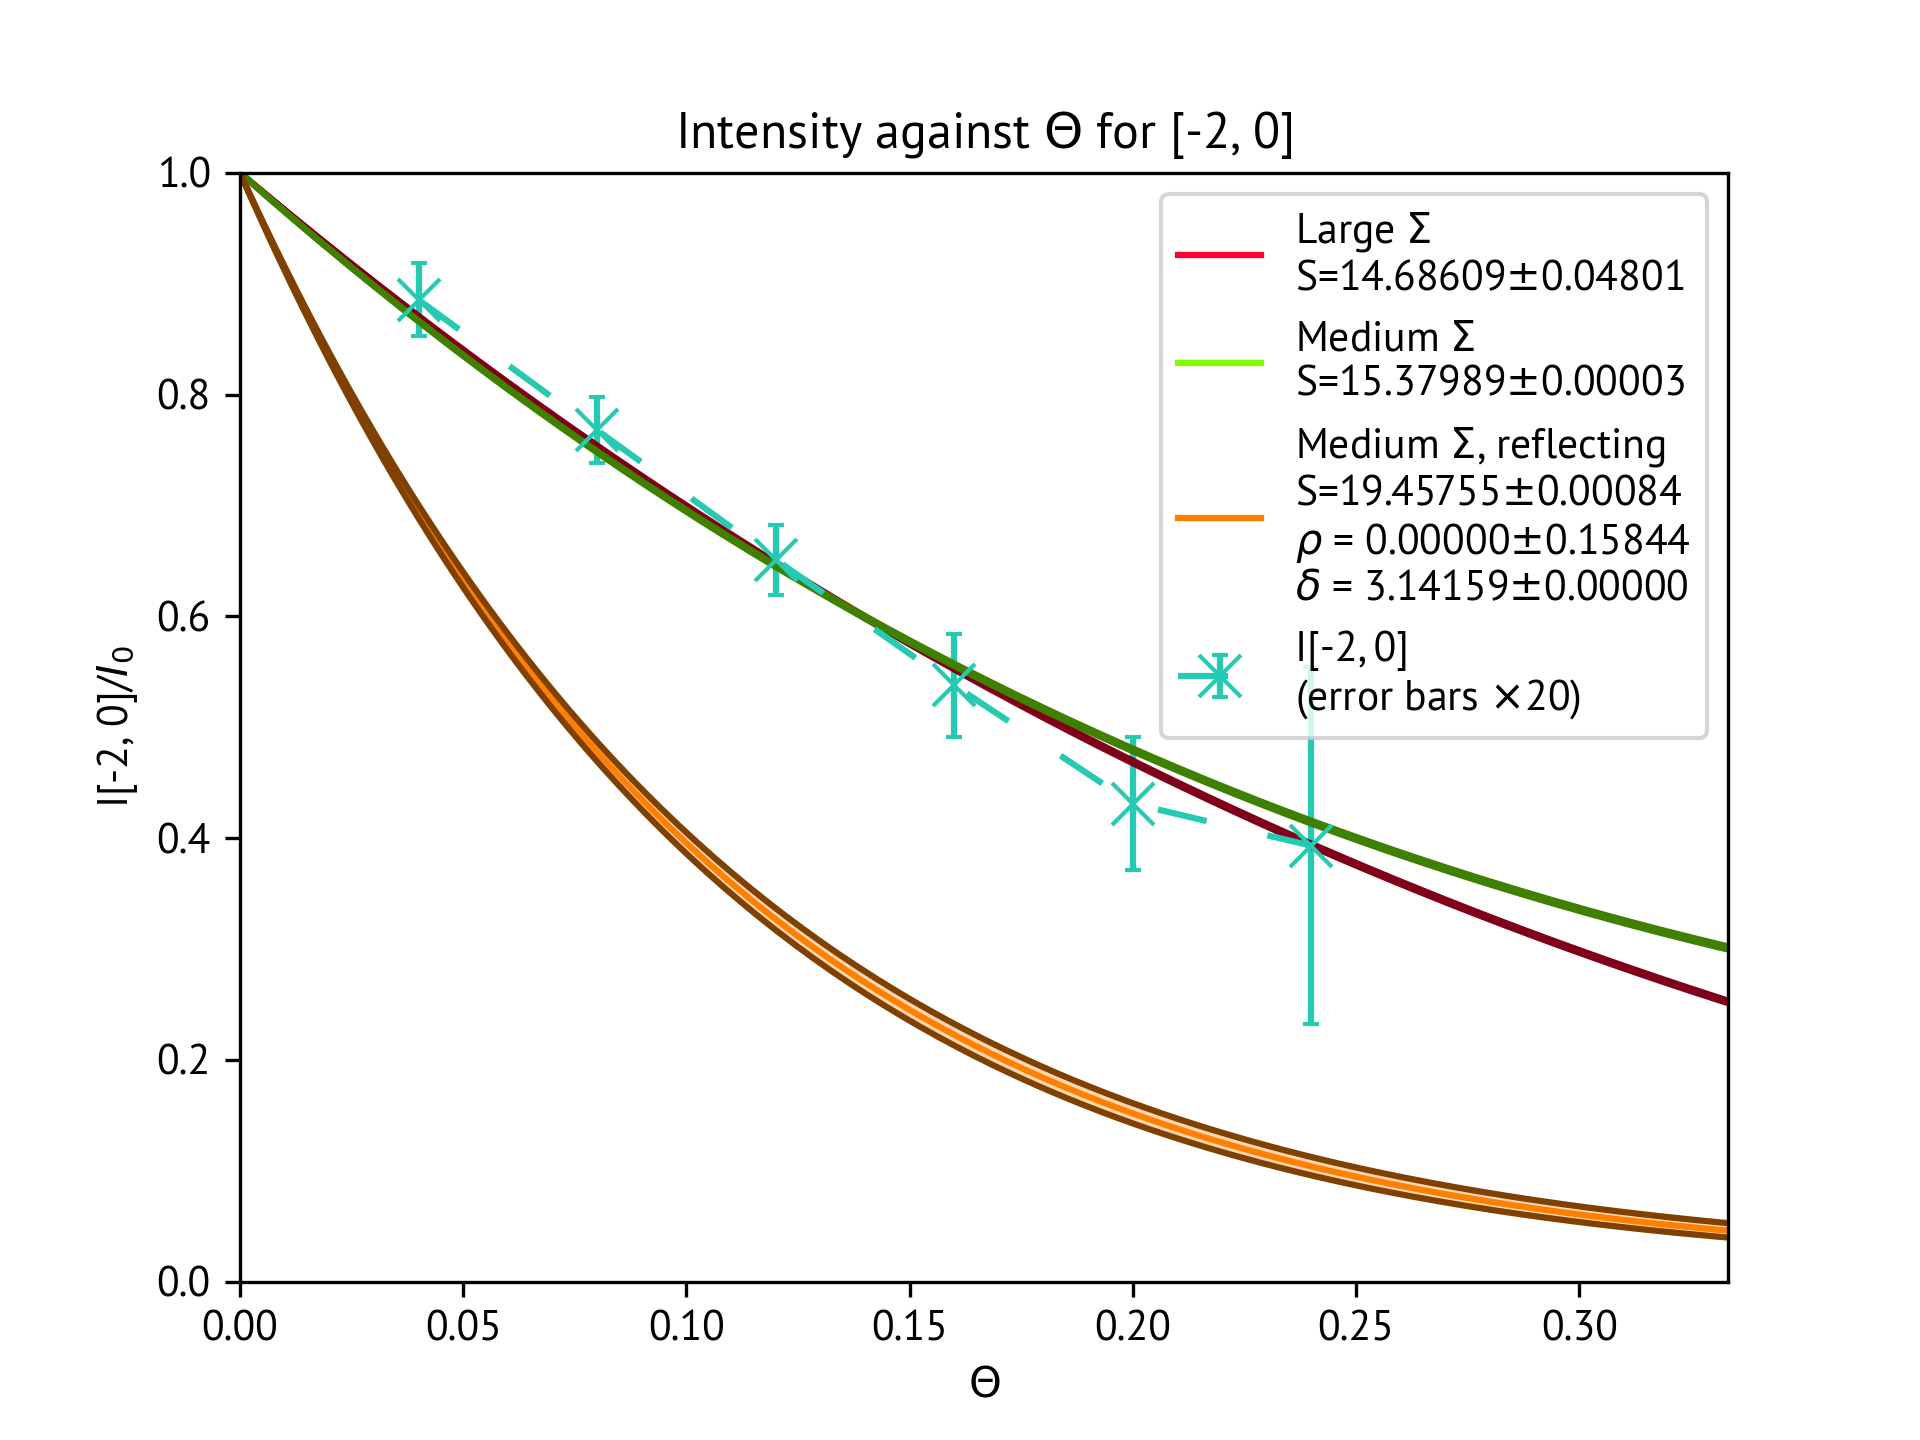 Intensity against Θ for [-2, 0]
1.0
0.8
0.6
0.4
0.2
0.0
I[-2, 0]/I₀
Large Σ
S=14.68609±0.04801
Medium Σ
S=15.37989±0.00003
Medium Σ, reflecting
S=19.45755±0.00084
ρ = 0.00000±0.15844
δ = 3.14159±0.00000
I[-2, 0]
(error bars ×20)
0.00 0.05 0.10 0.15 0.20 0.25 0.30
Θ